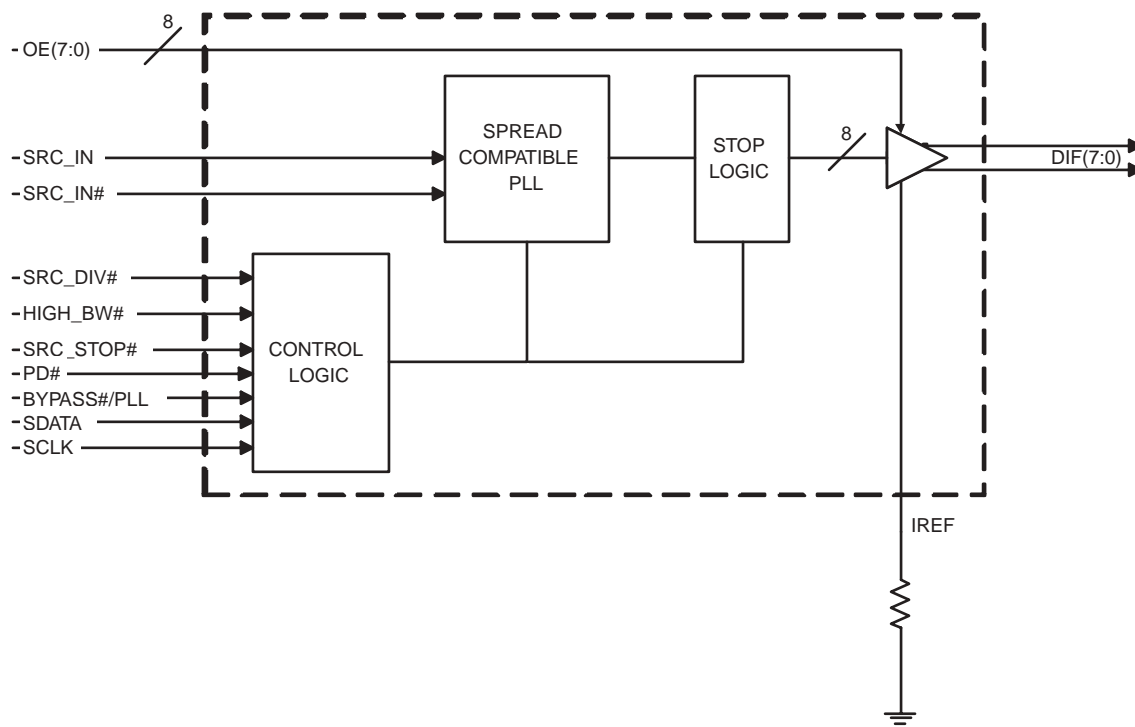 8
OE(7:0)
SPREAD
COMPATIBLE
PLL
STOP
LOGIC
8
DIF(7:0)
SRC_IN
SRC_IN#
SRC_DIV#
HIGH_BW#
SRC_STOP#
PD#
BYPASS#/PLL
SDATA
SCLK
CONTROL
LOGIC
IREF